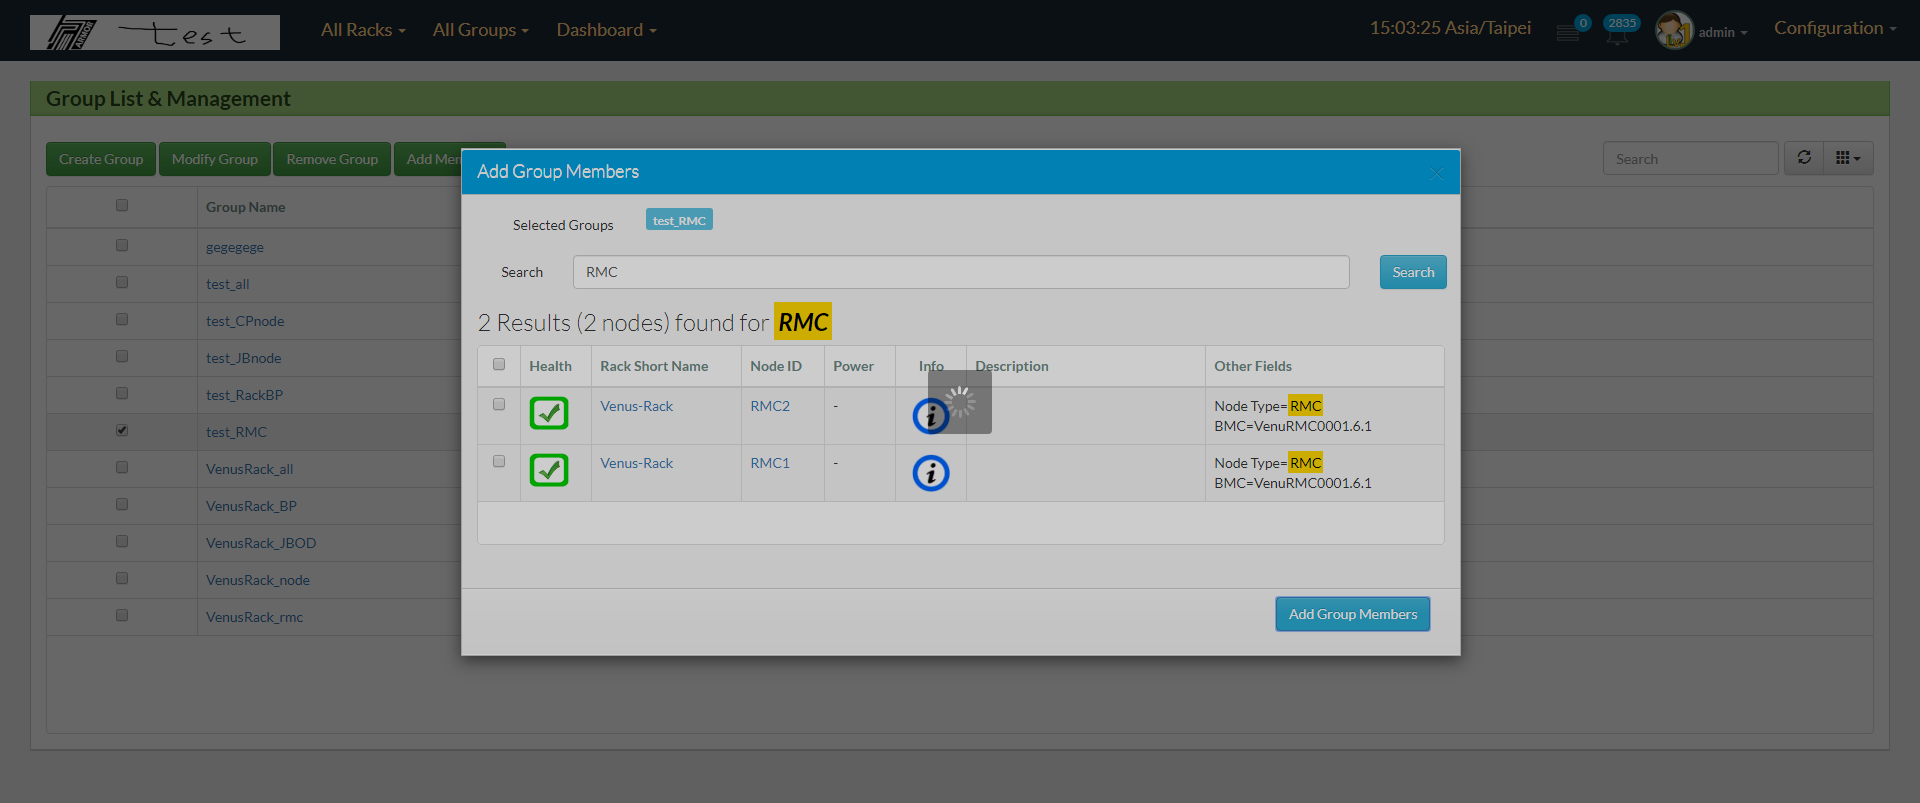 ARMOR test All Racks All Groups Dashboard 15:03:25 Asia/Taipei 0 2835 admin Configuration
Group List & Management
Create Group Modify Group Remove Group Search
Add Group Members
Selected Groups test_RMC
Search RMC Search
2 Results (2 nodes) found for RMC
Health Rack Short Name Node ID Power Info Description Other Fields
Venus-Rack RMC2 - Node Type=RMC
BMC=VenuRMC0001.6.1
Venus-Rack RMC1 - Node Type=RMC
BMC=VenuRMC0001.6.1
Add Group Members
Group Name
gegegege
test_all
test_CPnode
test_JBnode
test_RackBP
test_RMC
VenusRack_all
VenusRack_BP
VenusRack_JBOD
VenusRack_node
VenusRack_rmc